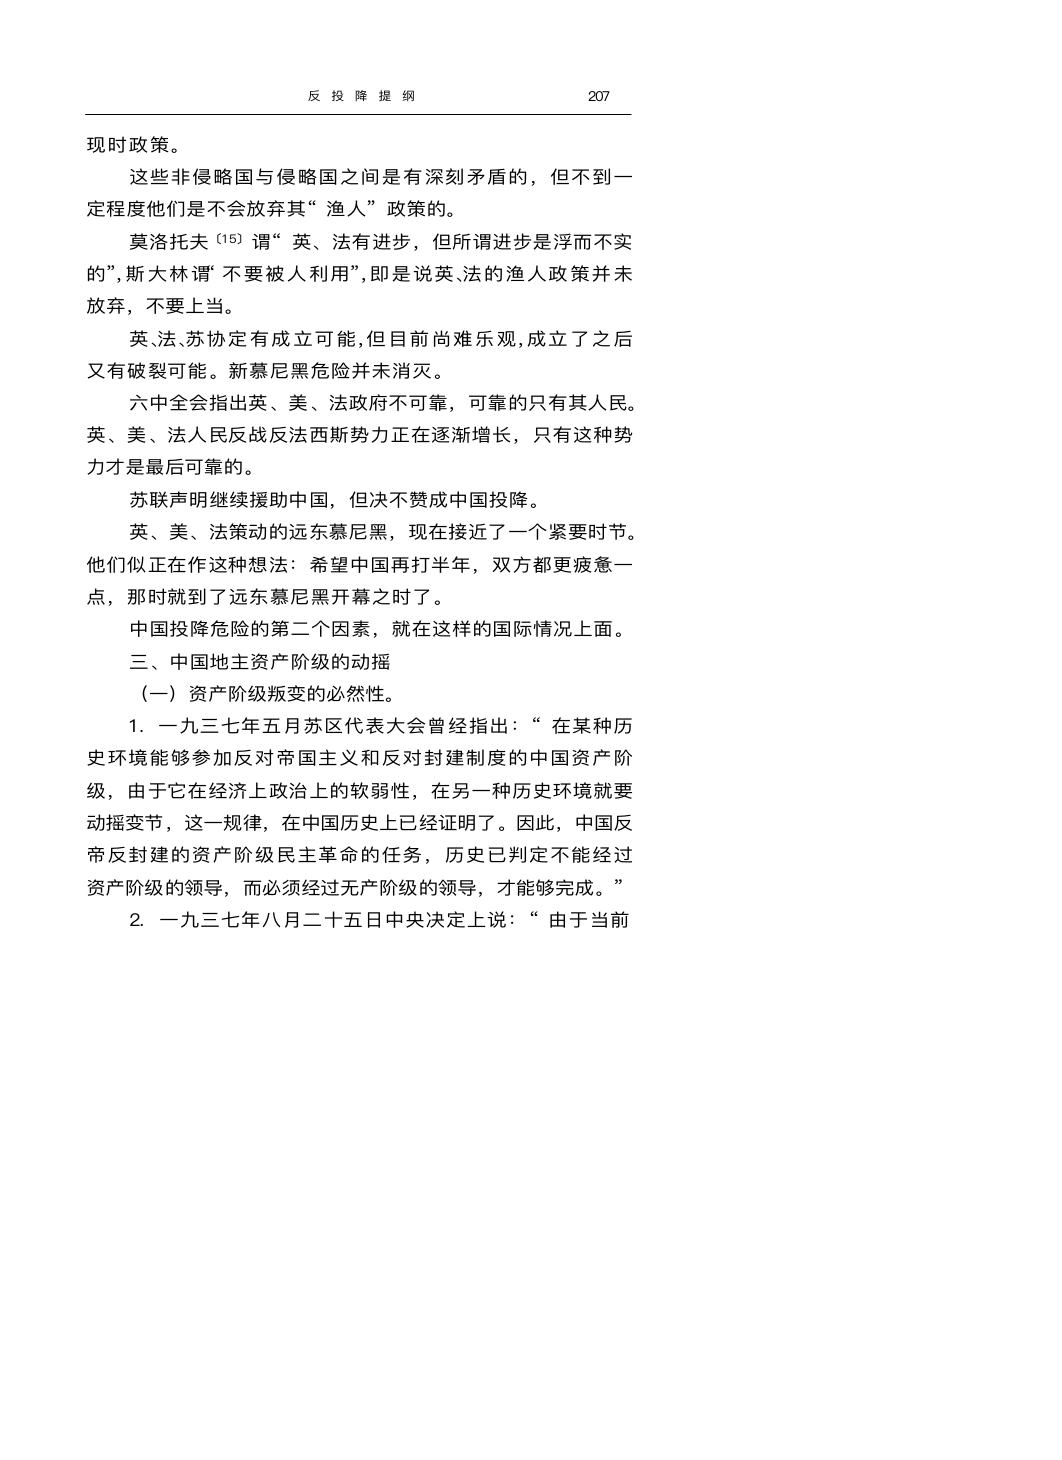 反投降提纲 207
现时政策。
这些非侵略国与侵略国之间是有深刻矛盾的，但不到一
定程度他们是不会放弃其“渔人”政策的。
莫洛托夫〔15〕谓“英、法有进步，但所谓进步是浮而不实
的”，斯大林谓“不要被人利用”，即是说英、法的渔人政策并未
放弃，不要上当。
英、法、苏协定有成立可能，但目前尚难乐观，成立了之后
又有破裂可能。新慕尼黑危险并未消灭。
六中全会指出英、美、法政府不可靠，可靠的只有其人民。
英、美、法人民反战反法西斯势力正在逐渐增长，只有这种势
力才是最后可靠的。
苏联声明继续援助中国，但决不赞成中国投降。
英、美、法策动的远东慕尼黑，现在接近了一个紧要时节。
他们似正在作这种想法：希望中国再打半年，双方都更疲惫一
点，那时就到了远东慕尼黑开幕之时了。
中国投降危险的第二个因素，就在这样的国际情况上面。
三、中国地主资产阶级的动摇
（一）资产阶级叛变的必然性。
1. 一九三七年五月苏区代表大会曾经指出：“在某种历
史环境能够参加反对帝国主义和反对封建制度的中国资产阶
级，由于它在经济上政治上的软弱性，在另一种历史环境就要
动摇变节，这一规律，在中国历史上已经证明了。因此，中国反
帝反封建的资产阶级民主革命的任务，历史已判定不能经过
资产阶级的领导，而必须经过无产阶级的领导，才能够完成。”
2. 一九三七年八月二十五日中央决定上说：“由于当前